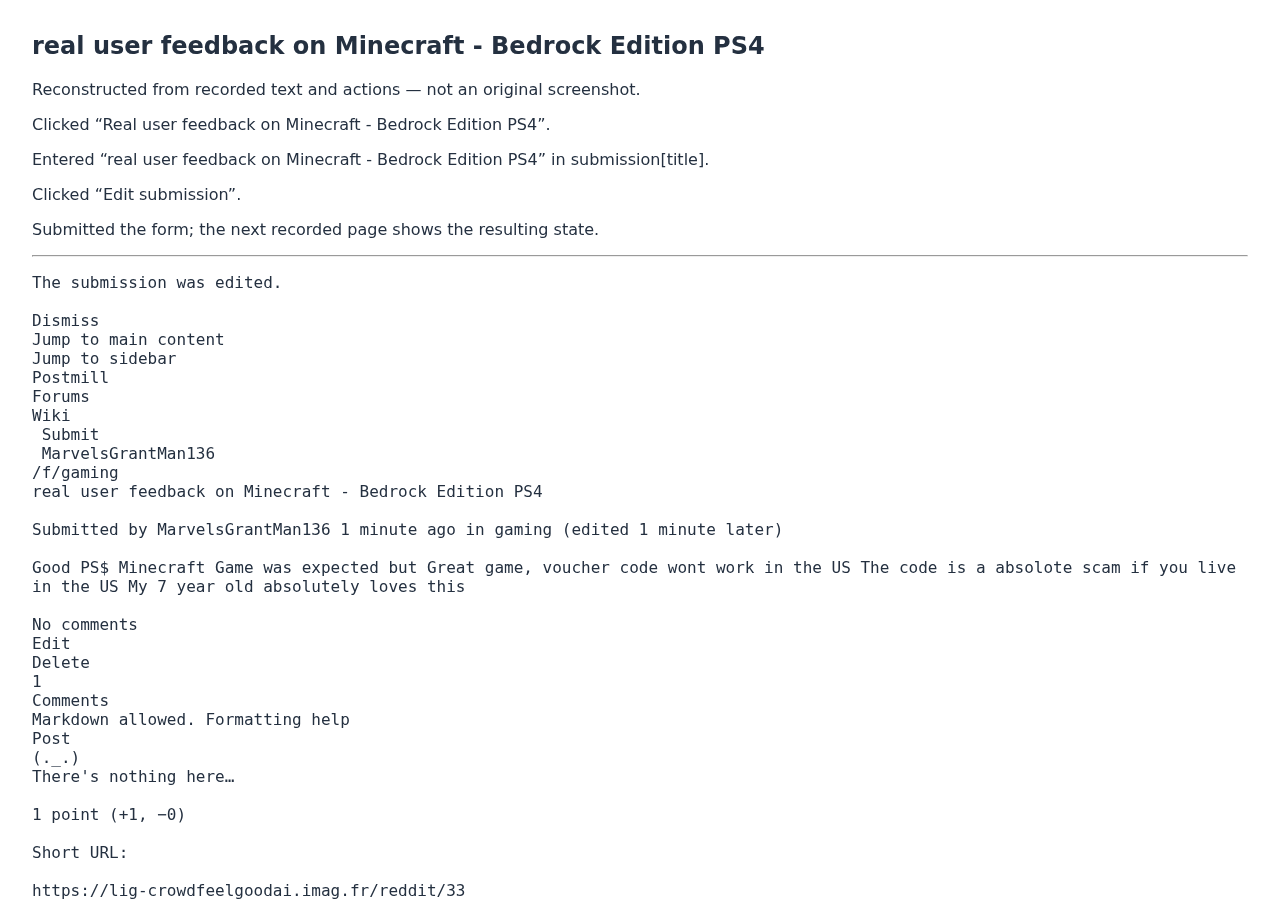 real user feedback on Minecraft - Bedrock Edition PS4
Reconstructed from recorded text and actions — not an original screenshot.
Clicked “Real user feedback on Minecraft - Bedrock Edition PS4”.
Entered “real user feedback on Minecraft - Bedrock Edition PS4” in submission[title].
Clicked “Edit submission”.
Submitted the form; the next recorded page shows the resulting state.
The submission was edited.
Dismiss
Jump to main content
Jump to sidebar
Postmill
Forums
Wiki
Submit
MarvelsGrantMan136
/f/gaming
real user feedback on Minecraft - Bedrock Edition PS4
Submitted by MarvelsGrantMan136 1 minute ago in gaming (edited 1 minute later)
Good PS$ Minecraft Game was expected but Great game, voucher code wont work in the US The code is a absolote scam if you live
in the US My 7 year old absolutely loves this
No comments
Edit
Delete
1
Comments
Markdown allowed. Formatting help
Post
(._.)
There's nothing here…
1 point (+1, −0)
Short URL:
https://lig-crowdfeelgoodai.imag.fr/reddit/33